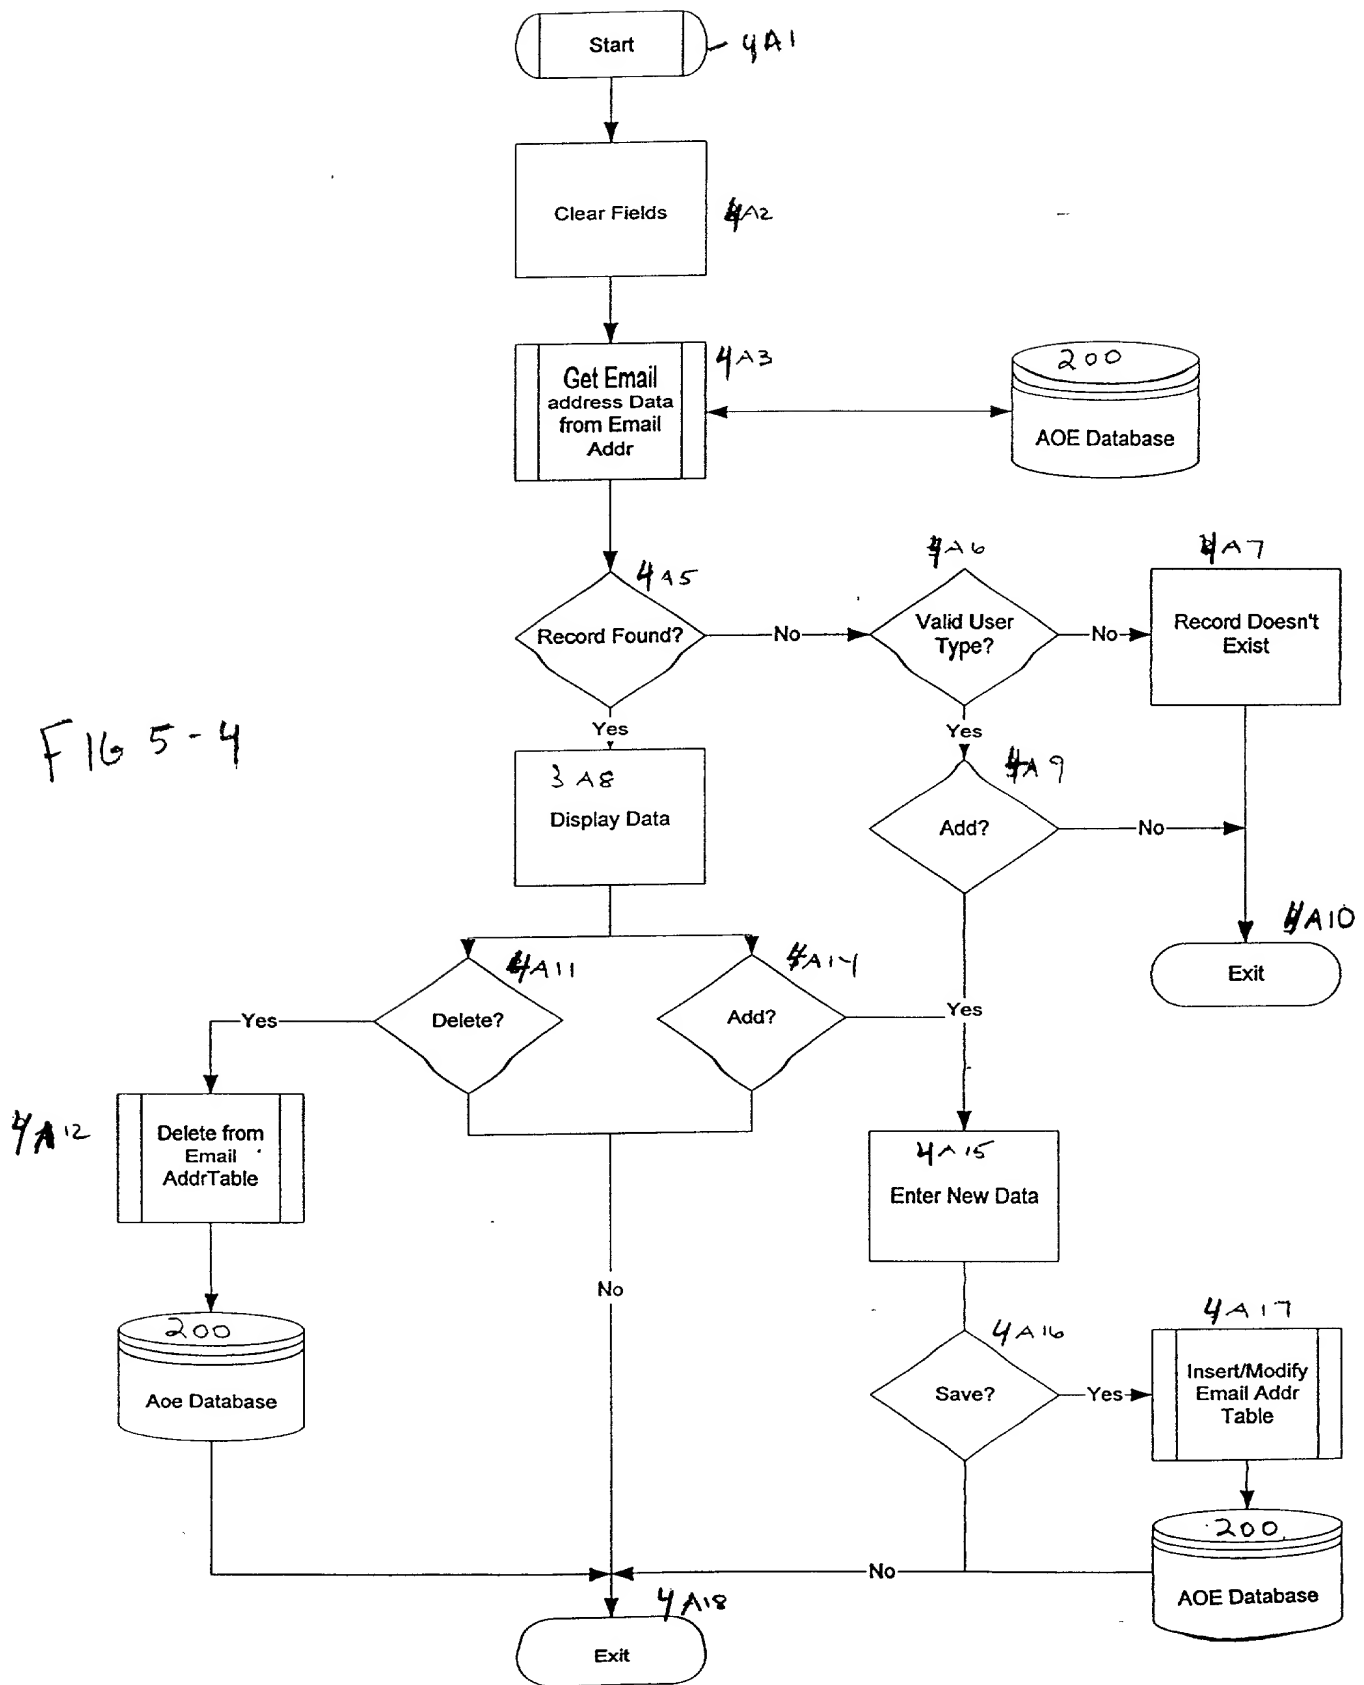 Start
4A1
Clear Fields
4A2
Get Email
address Data
from Email
Addr
4A3
200
AOE Database
4A5
Record Found?
No
4A6
Valid User
Type?
No
4A7
Record Doesn't
Exist
FIG 5-4
Yes
3A8
Display Data
Yes
4A9
Add?
No
4A10
Exit
4A11
Delete?
Yes
4A14
Add?
Yes
4A12
Delete from
Email
AddrTable
4A15
Enter New Data
No
200
Aoe Database
4A16
Save?
Yes
4A17
Insert/Modify
Email Addr
Table
200
AOE Database
No
4A18
Exit